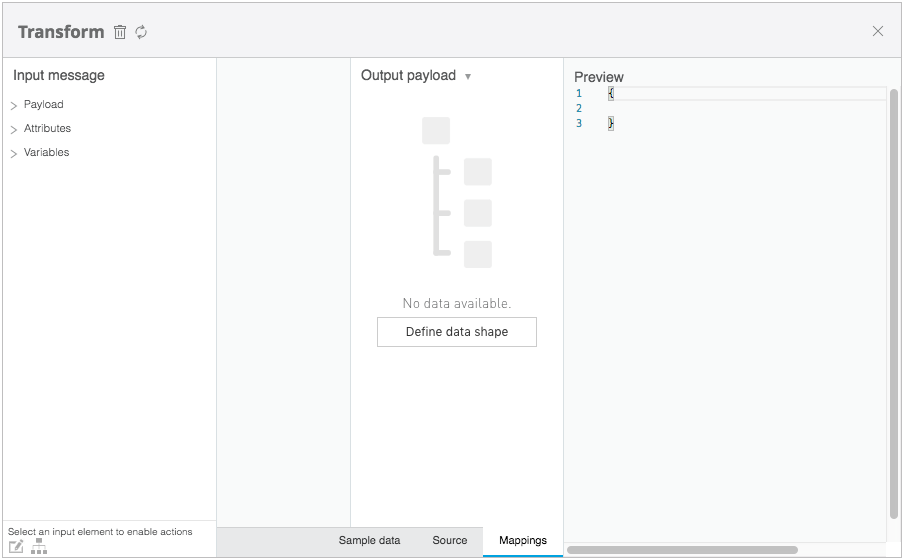 Transform
Input message
Payload
Attributes
Variables
Output payload
No data available.
Define data shape
Preview
1 {
2
3 }
Select an input element to enable actions
Sample data
Source
Mappings